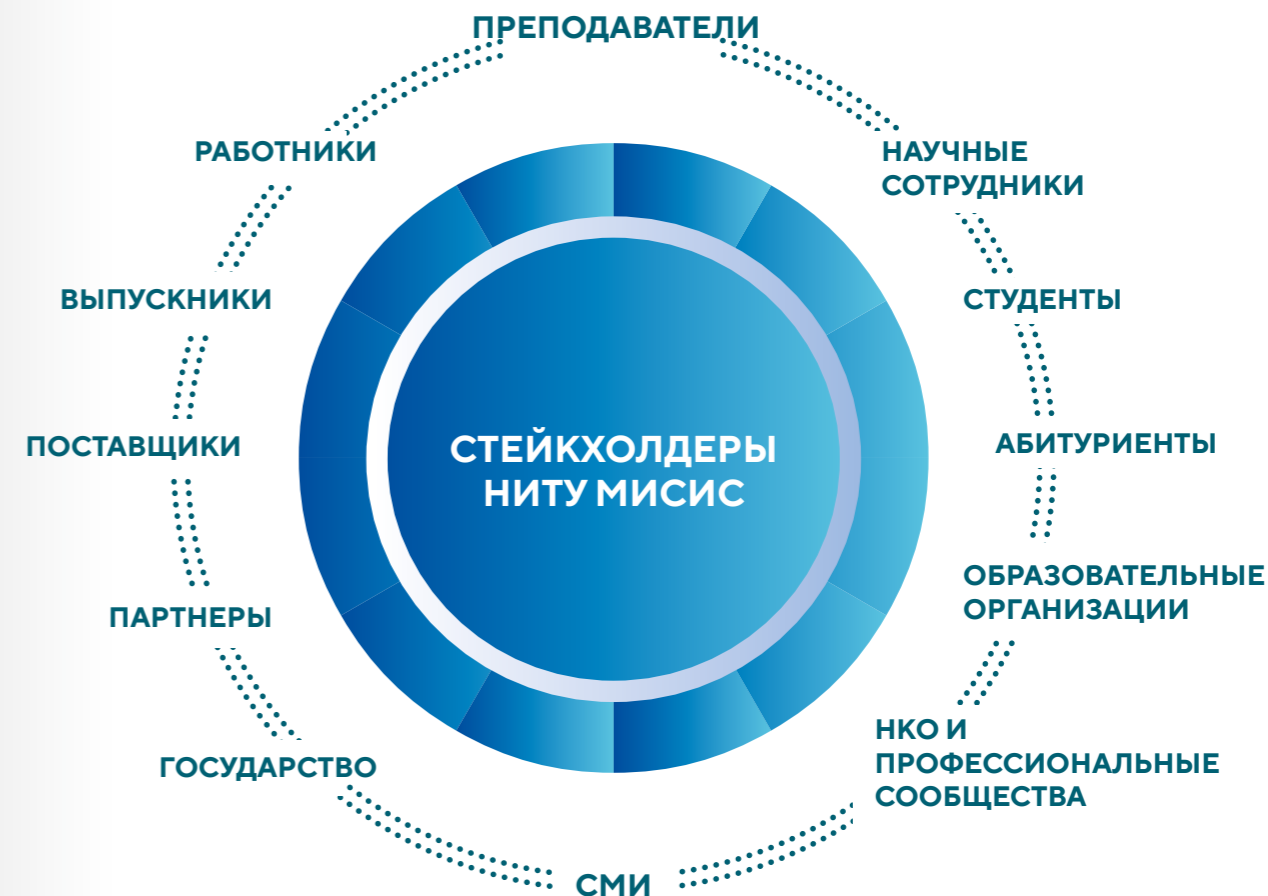 ПРЕПОДАВАТЕЛИ
РАБОТНИКИ
НАУЧНЫЕ
СОТРУДНИКИ
ВЫПУСКНИКИ
СТУДЕНТЫ
ПОСТАВЩИКИ
СТЕЙКХОЛДЕРЫ
НИТУ МИСИС
АБИТУРИЕНТЫ
ОБРАЗОВАТЕЛЬНЫЕ
ОРГАНИЗАЦИИ
ПАРТНЕРЫ
НКО И
ПРОФЕССИОНАЛЬНЫЕ
СООБЩЕСТВА
ГОСУДАРСТВО
СМИ